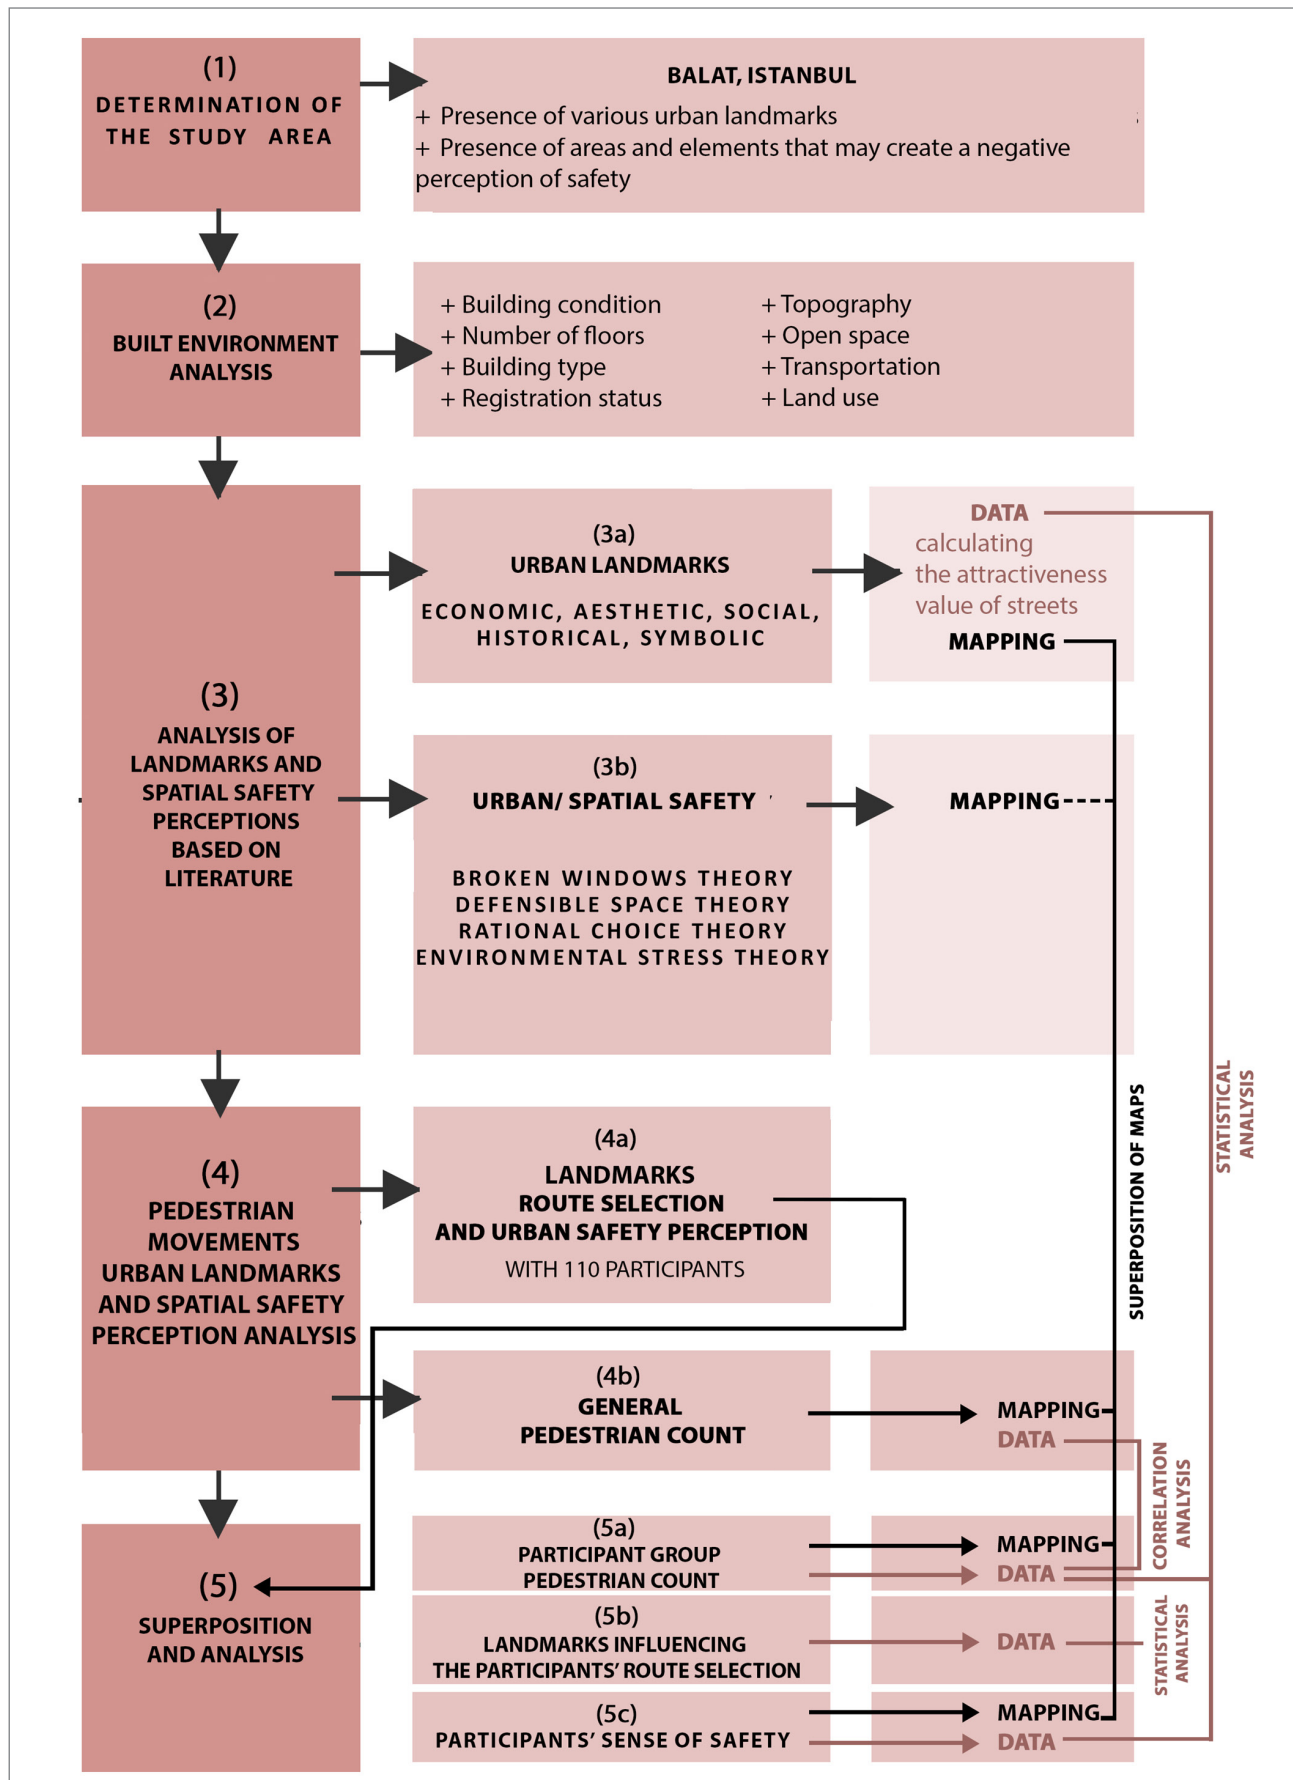 (1)
DETERMINATION OF
THE STUDY AREA
BALAT, ISTANBUL
+ Presence of various urban landmarks
+ Presence of areas and elements that may create a negative
perception of safety
(2)
BUILT ENVIRONMENT
ANALYSIS
+ Building condition
+ Number of floors
+ Building type
+ Registration status
+ Topography
+ Open space
+ Transportation
+ Land use
(3)
ANALYSIS OF
LANDMARKS AND
SPATIAL SAFETY
PERCEPTIONS
BASED ON
LITERATURE
(3a)
URBAN LANDMARKS
ECONOMIC, AESTHETIC, SOCIAL,
HISTORICAL, SYMBOLIC
DATA
calculating
the attractiveness
value of streets
MAPPING
(3b)
URBAN/ SPATIAL SAFETY
BROKEN WINDOWS THEORY
DEFENSIBLE SPACE THEORY
RATIONAL CHOICE THEORY
ENVIRONMENTAL STRESS THEORY
MAPPING
STATISTICAL
ANALYSIS
SUPERPOSITION OF MAPS
(4)
PEDESTRIAN
MOVEMENTS
URBAN LANDMARKS
AND SPATIAL SAFETY
PERCEPTION ANALYSIS
(4a)
LANDMARKS
ROUTE SELECTION
AND URBAN SAFETY PERCEPTION
WITH 110 PARTICIPANTS
(4b)
GENERAL
PEDESTRIAN COUNT
MAPPING
DATA
CORRELATION
ANALYSIS
(5)
SUPERPOSITION
AND ANALYSIS
(5a)
PARTICIPANT GROUP
PEDESTRIAN COUNT
MAPPING
DATA
(5b)
LANDMARKS INFLUENCING
THE PARTICIPANTS' ROUTE SELECTION
DATA
STATISTICAL
ANALYSIS
(5c)
PARTICIPANTS' SENSE OF SAFETY
MAPPING
DATA